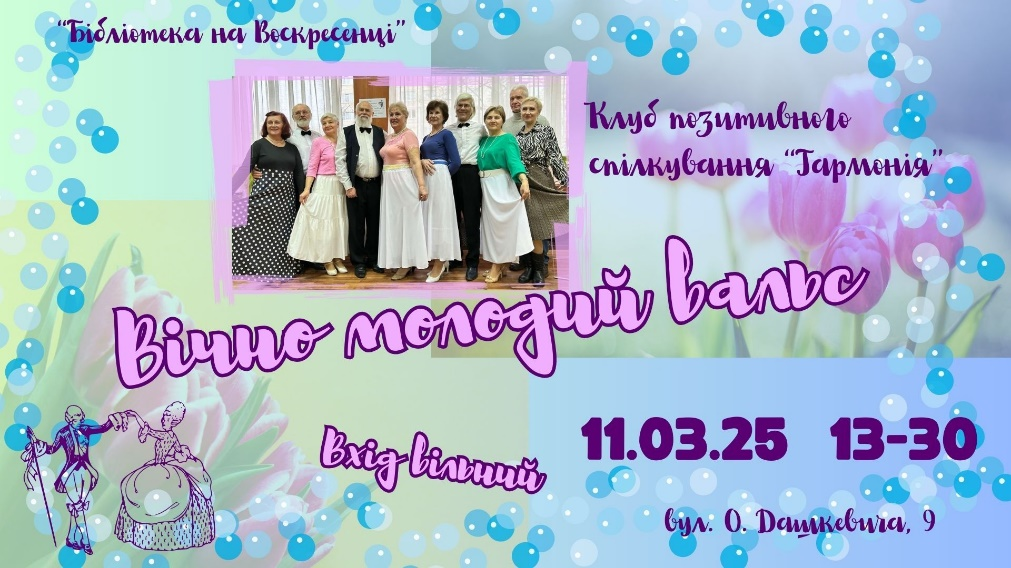 “Бібліотека на Воскресенці”
Клуб позитивного
спілкування “Гармонія”
Вічно молодий вальс
Вхід вільний
11.03.25 13-30
вул. О. Дашкевича, 9